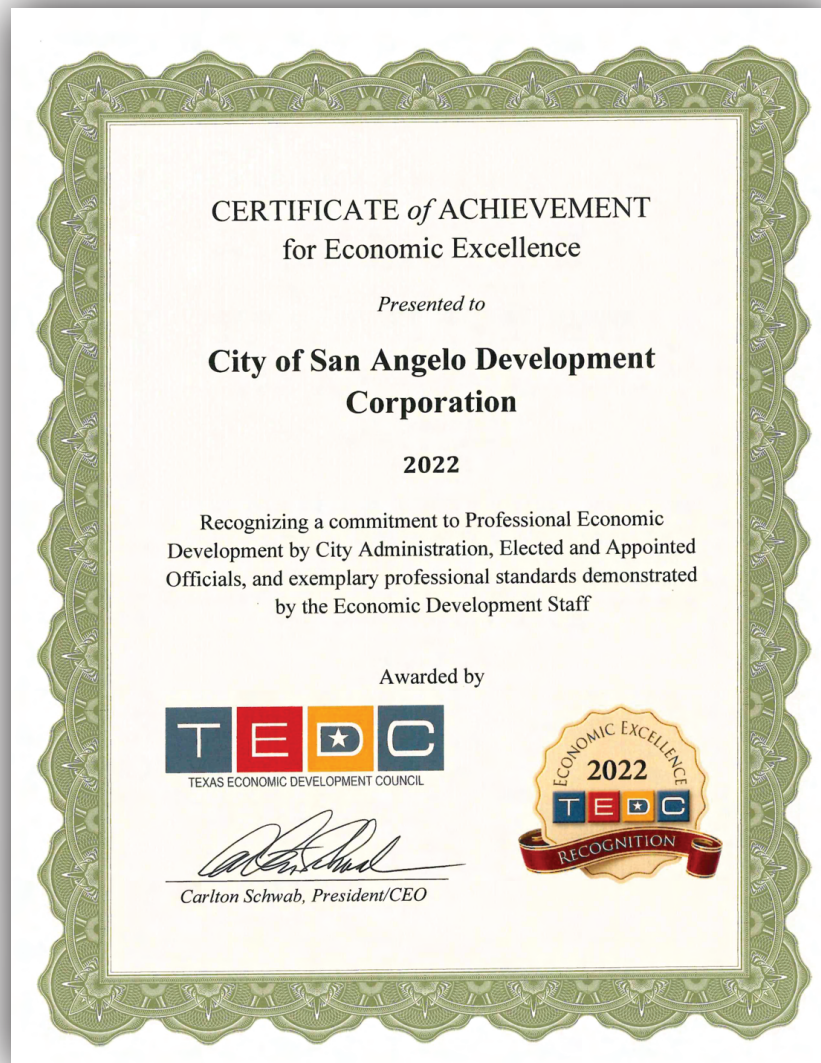 CERTIFICATE of ACHIEVEMENT
for Economic Excellence
Presented to
City of San Angelo Development
Corporation
2022
Recognizing a commitment to Professional Economic
Development by City Administration, Elected and Appointed
Officials, and exemplary professional standards demonstrated
by the Economic Development Staff
Awarded by
TEDC
TEXAS ECONOMIC DEVELOPMENT COUNCIL
Carlton Schwab, President/CEO
ECONOMIC EXCELLENCE
2022
TEDC
RECOGNITION